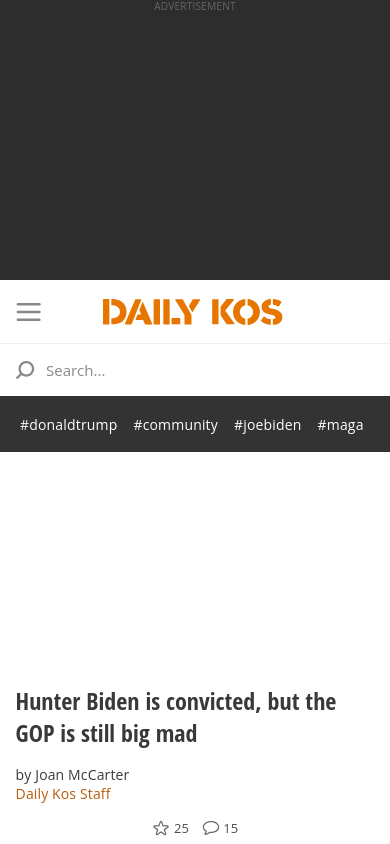 ADVERTISEMENT
DAILY KOS
Search...
#donaldtrump #community #joebiden #maga
Hunter Biden is convicted, but the
GOP is still big mad
by Joan McCarter
Daily Kos Staff
25 15